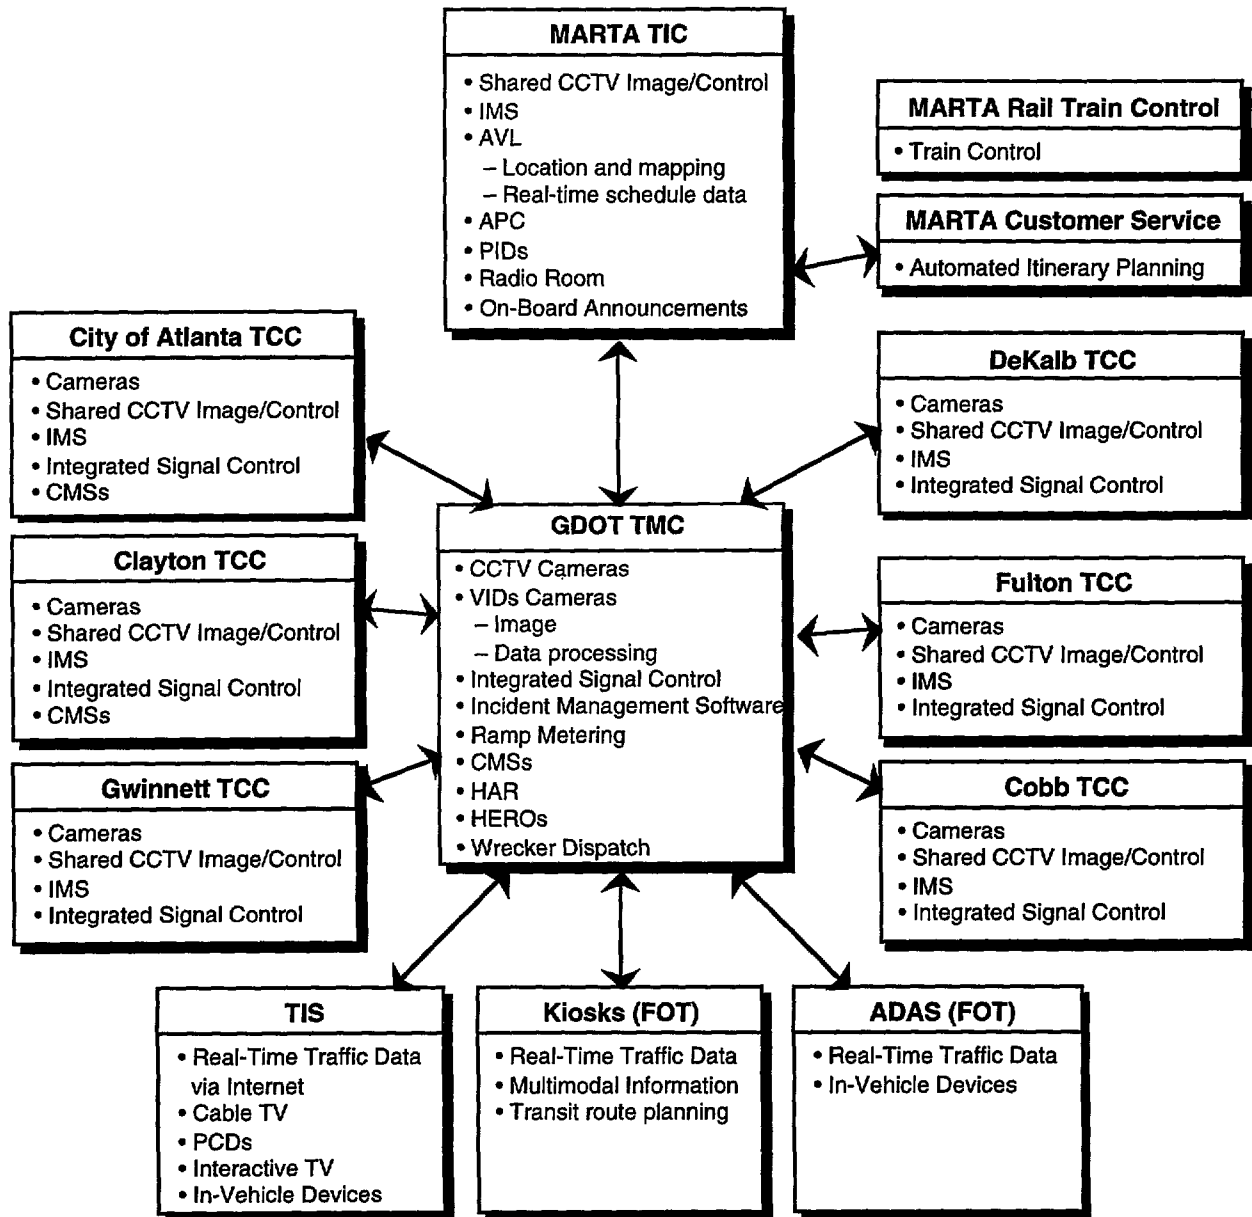 MARTA TIC
• Shared CCTV Image/Control
• IMS
• AVL
– Location and mapping
– Real-time schedule data
• APC
• PIDs
• Radio Room
• On-Board Announcements
MARTA Rail Train Control
• Train Control
MARTA Customer Service
• Automated Itinerary Planning
City of Atlanta TCC
• Cameras
• Shared CCTV Image/Control
• IMS
• Integrated Signal Control
• CMSs
DeKalb TCC
• Cameras
• Shared CCTV Image/Control
• IMS
• Integrated Signal Control
GDOT TMC
• CCTV Cameras
• VIDs Cameras
– Image
– Data processing
• Integrated Signal Control
• Incident Management Software
• Ramp Metering
• CMSs
• HAR
• HEROs
• Wrecker Dispatch
Clayton TCC
• Cameras
• Shared CCTV Image/Control
• IMS
• Integrated Signal Control
• CMSs
Fulton TCC
• Cameras
• Shared CCTV Image/Control
• IMS
• Integrated Signal Control
Gwinnett TCC
• Cameras
• Shared CCTV Image/Control
• IMS
• Integrated Signal Control
Cobb TCC
• Cameras
• Shared CCTV Image/Control
• IMS
• Integrated Signal Control
TIS
• Real-Time Traffic Data
via Internet
• Cable TV
• PCDs
• Interactive TV
• In-Vehicle Devices
Kiosks (FOT)
• Real-Time Traffic Data
• Multimodal Information
• Transit route planning
ADAS (FOT)
• Real-Time Traffic Data
• In-Vehicle Devices